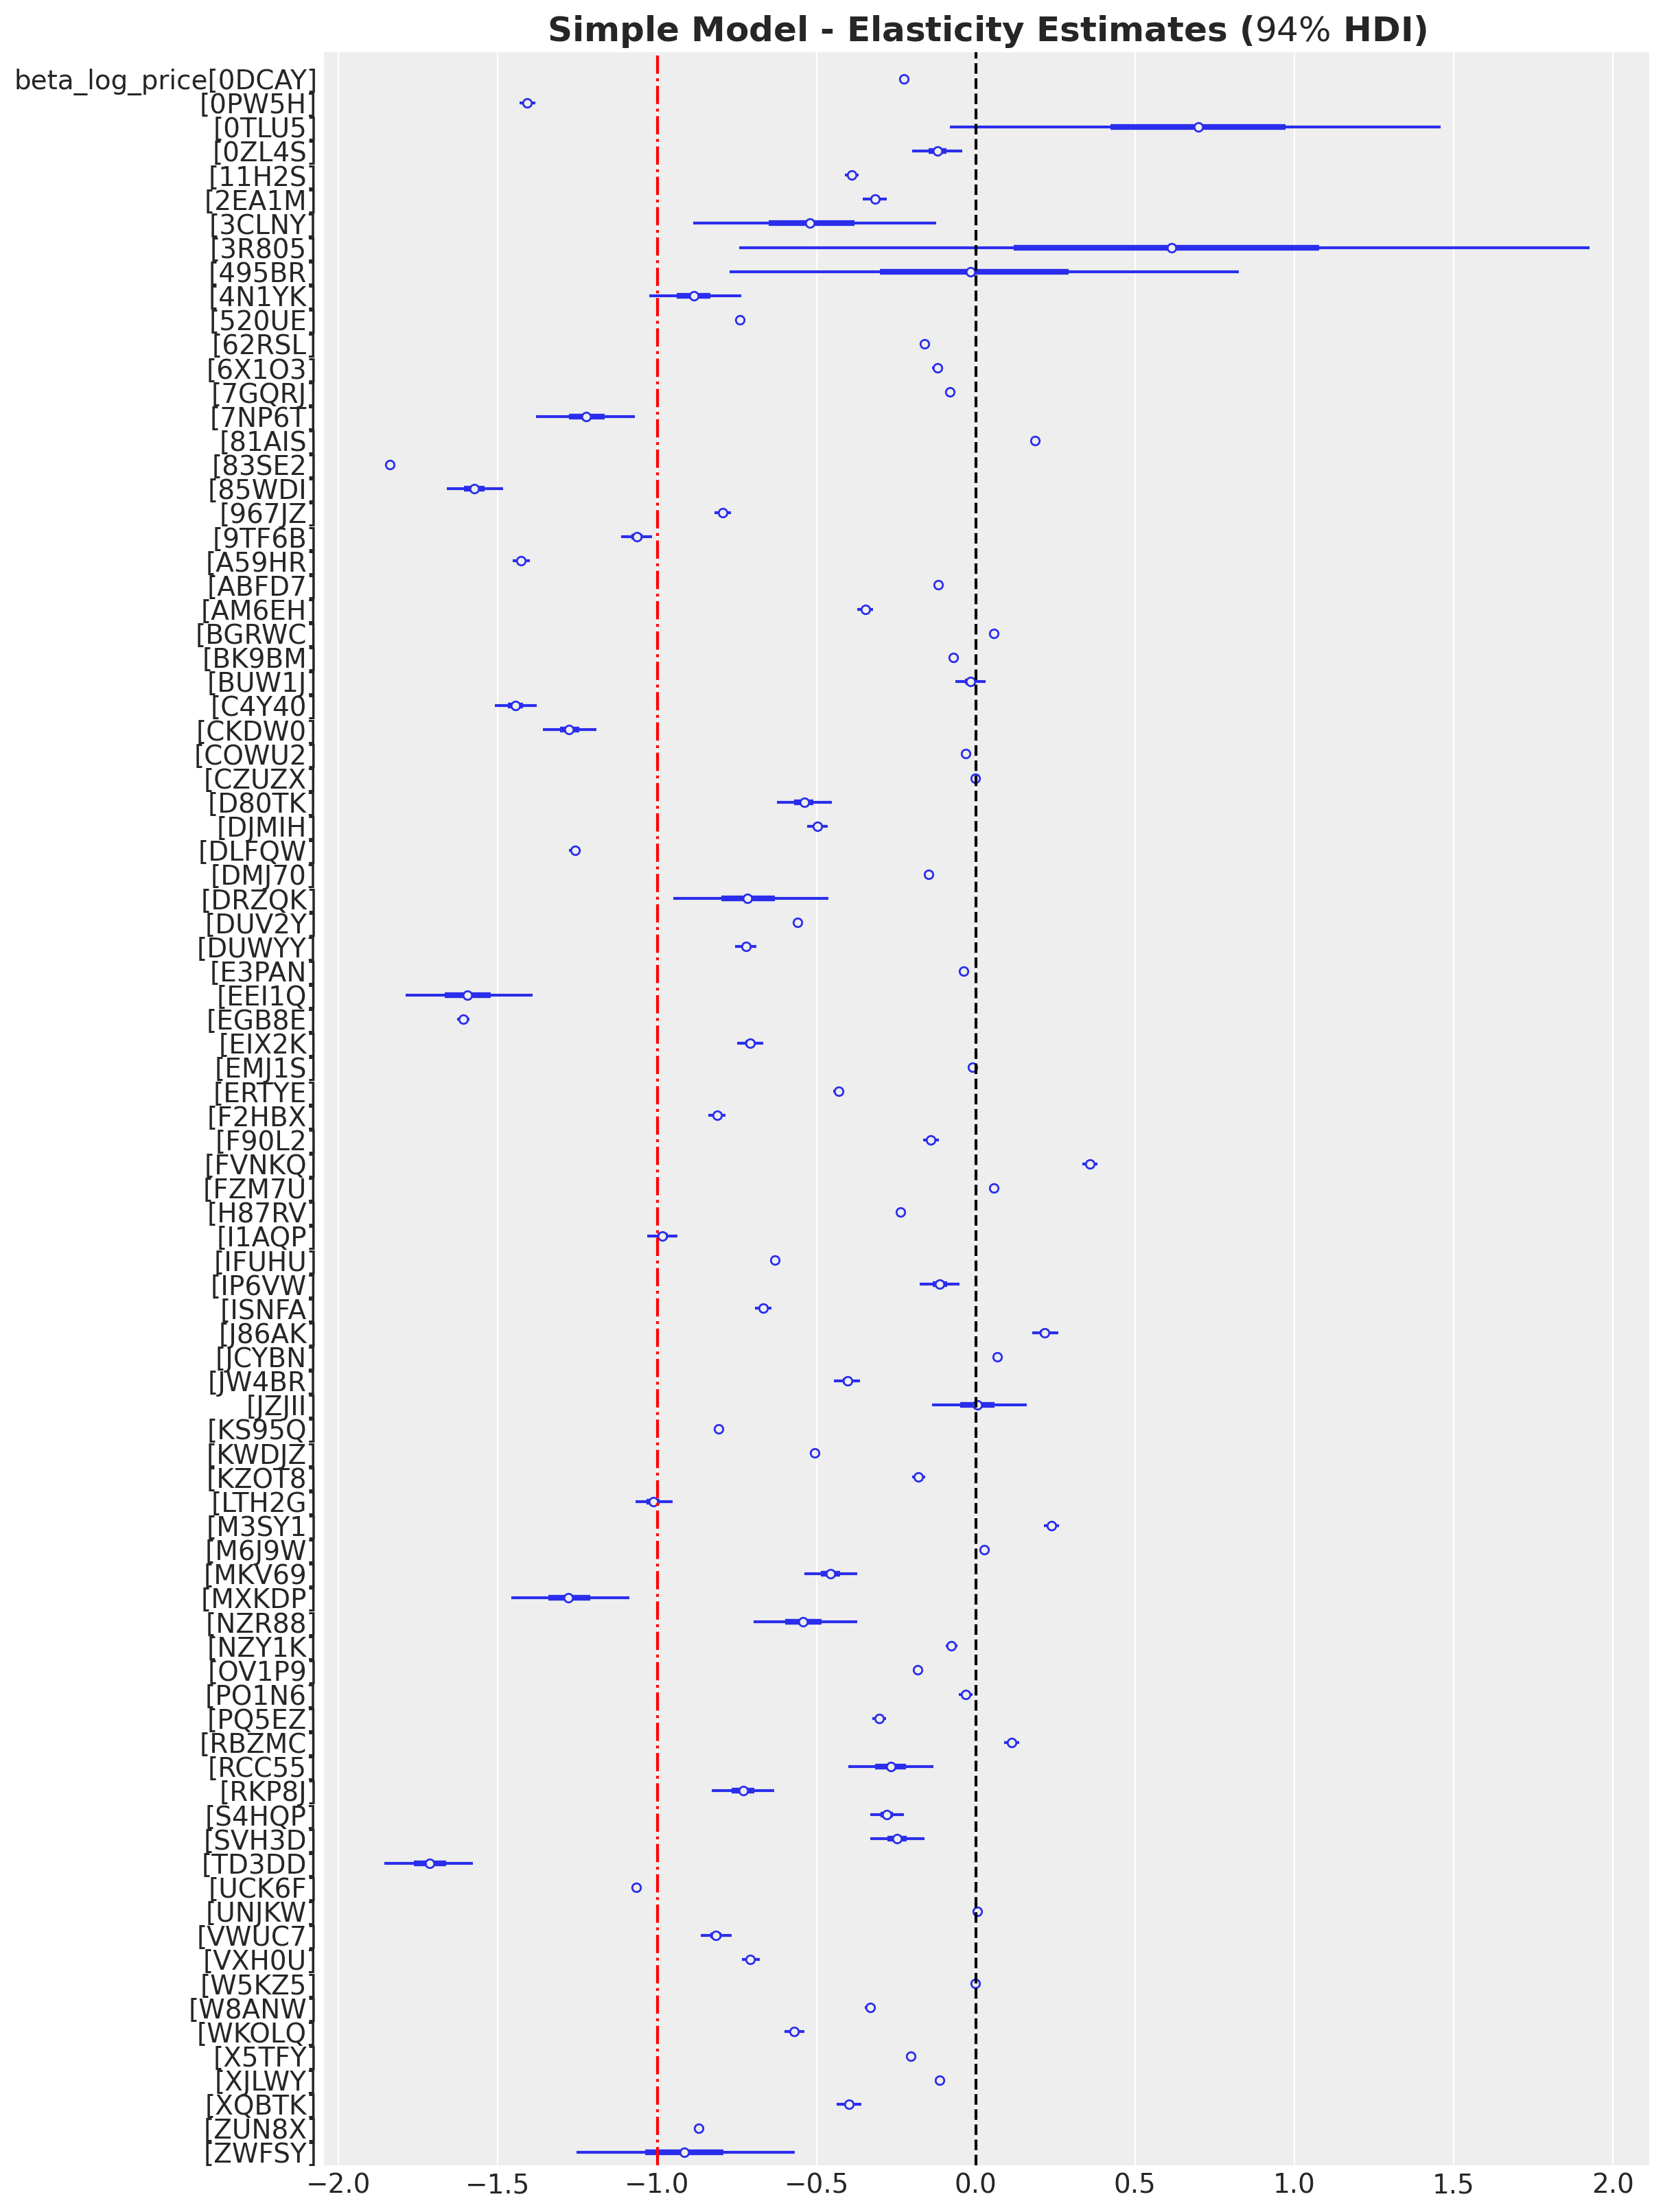 Simple Model - Elasticity Estimates (94% HDI)
beta_log_price[0DCAY]
[0PW5H]
[0TLU5]
[0ZL4S]
[11H2S]
[2EA1M]
[3CLNY]
[3R805]
[495BR]
[4N1YK]
[520UE]
[62RSL]
[6X1O3]
[7GQRJ]
[7NP6T]
[81AIS]
[83SE2]
[85WDI]
[967JZ]
[9TF6B]
[A59HR]
[ABFD7]
[AM6EH]
[BGRWC]
[BK9BM]
[BUW1J]
[C4Y40]
[CKDW0]
[COWU2]
[CZUZX]
[D80TK]
[DJMIH]
[DLFQW]
[DMJ70]
[DRZQK]
[DUV2Y]
[DUWYY]
[E3PAN]
[EEI1Q]
[EGB8E]
[EIX2K]
[EMJ1S]
[ERTYE]
[F2HBX]
[F90L2]
[FVNKQ]
[FZM7U]
[H87RV]
[I1AQP]
[IFUHU]
[IP6VW]
[ISNFA]
[J86AK]
[JCYBN]
[JW4BR]
[JZJII]
[KS95Q]
[KWDJZ]
[KZOT8]
[LTH2G]
[M3SY1]
[M6J9W]
[MKV69]
[MXKDP]
[NZR88]
[NZY1K]
[OV1P9]
[PO1N6]
[PQ5EZ]
[RBZMC]
[RCC55]
[RKP8J]
[S4HQP]
[SVH3D]
[TD3DD]
[UCK6F]
[UNJKW]
[VWUC7]
[VXH0U]
[W5KZ5]
[W8ANW]
[WKOLQ]
[X5TFY]
[XJLWY]
[XQBTK]
[ZUN8X]
[ZWFSY]
−2.0 −1.5 −1.0 −0.5 0.0 0.5 1.0 1.5 2.0